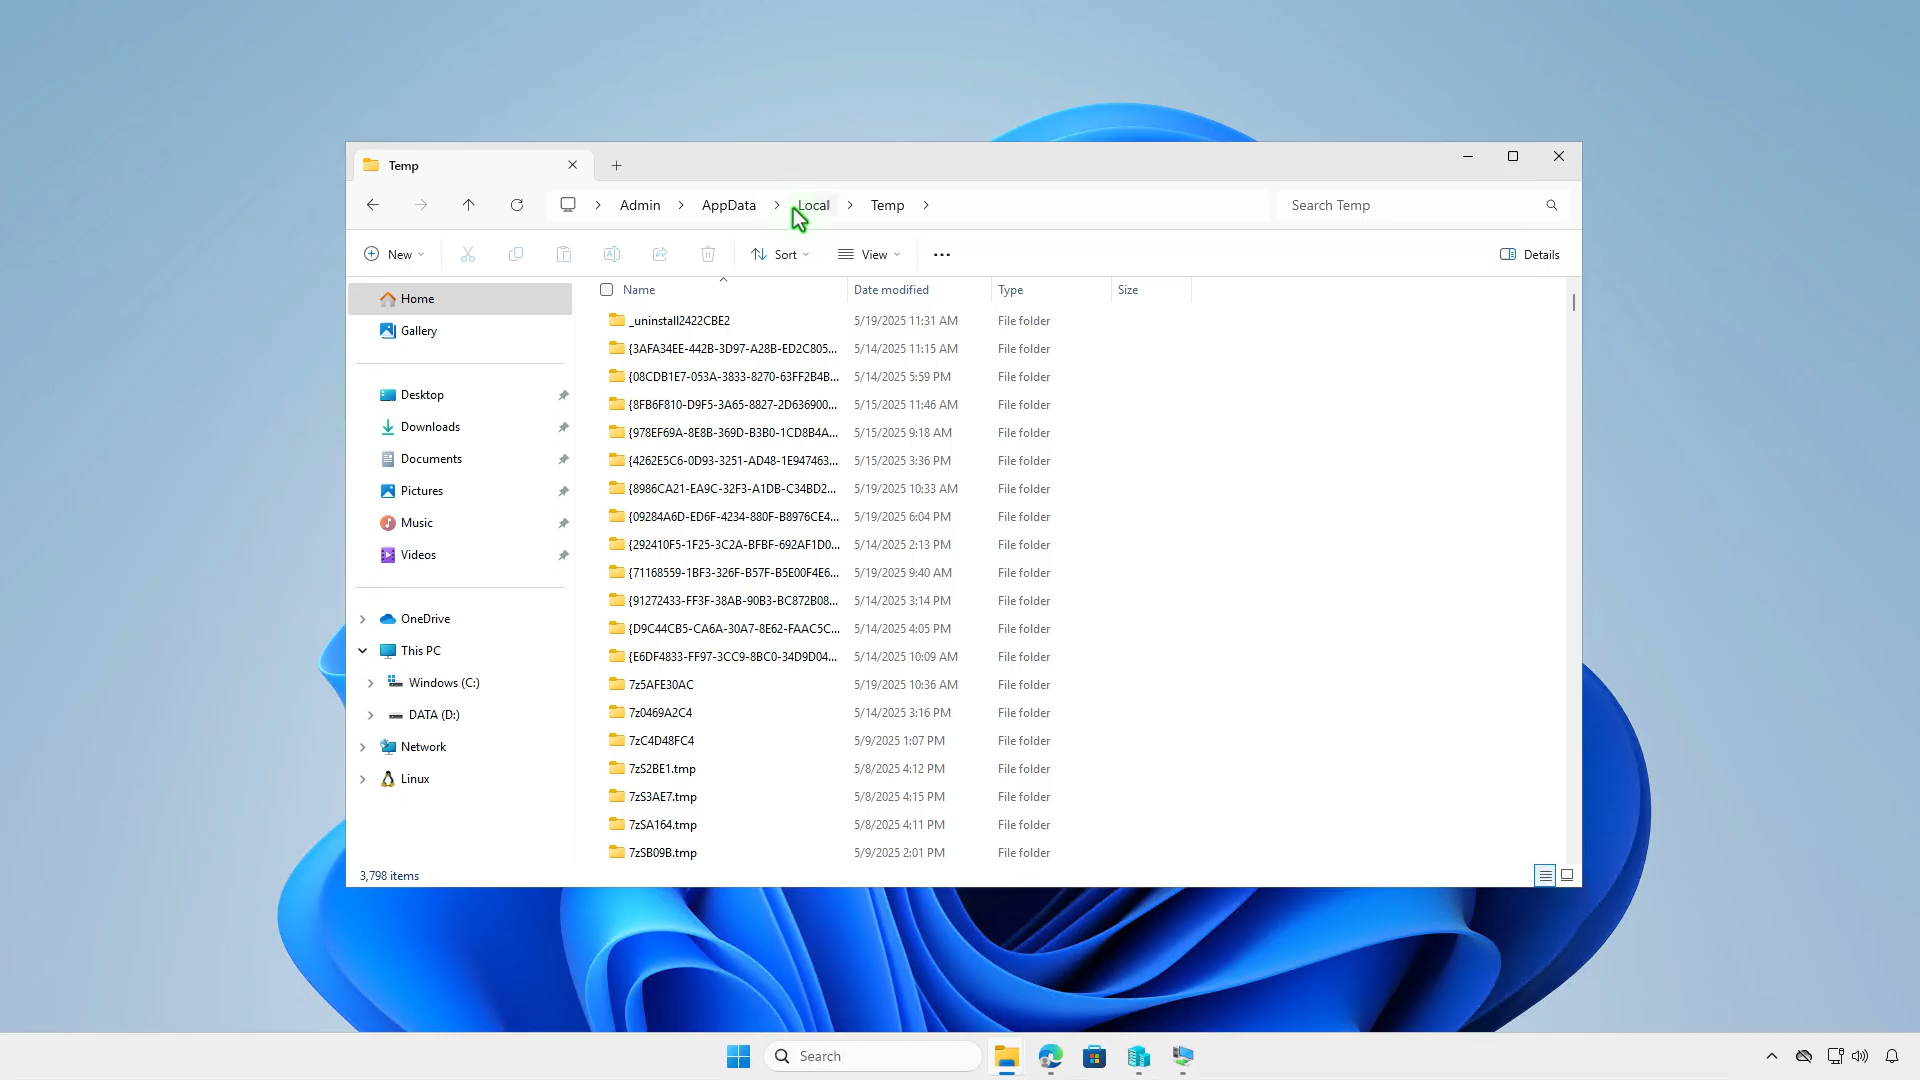 Temp
Admin > AppData > Local > Temp >
Search Temp
New
Sort
View
Details
Home
Gallery
Desktop
Downloads
Documents
Pictures
Music
Videos
OneDrive
This PC
Windows (C:)
DATA (D:)
Network
Linux
Name Date modified Type Size
_uninstall2422CBE2 5/19/2025 11:31 AM File folder
{3AFA34EE-442B-3D97-A28B-ED2C805... 5/14/2025 11:15 AM File folder
{08CDB1E7-053A-3833-8270-63FF2B4B... 5/14/2025 5:59 PM File folder
{8FB6F810-D9F5-3A65-8827-2D636900... 5/15/2025 11:46 AM File folder
{978EF69A-8E8B-369D-B3B0-1CD8B4A... 5/15/2025 9:18 AM File folder
{4262E5C6-0D93-3251-AD48-1E947463... 5/15/2025 3:36 PM File folder
{8986CA21-EA9C-32F3-A1DB-C34BD2... 5/19/2025 10:33 AM File folder
{09284A6D-ED6F-4234-880F-B8976CE4... 5/19/2025 6:04 PM File folder
{292410F5-1F25-3C2A-BFBF-692AF1D0... 5/14/2025 2:13 PM File folder
{71168559-1BF3-326F-B57F-B5E00F4E6... 5/19/2025 9:40 AM File folder
{91272433-FF3F-38AB-90B3-BC872B08... 5/14/2025 3:14 PM File folder
{D9C44CB5-CA6A-30A7-8E62-FAAC5C... 5/14/2025 4:05 PM File folder
{E6DF4833-FF97-3CC9-8BC0-34D9D04... 5/14/2025 10:09 AM File folder
7z5AFE30AC 5/19/2025 10:36 AM File folder
7z0469A2C4 5/14/2025 3:16 PM File folder
7zC4D48FC4 5/9/2025 1:07 PM File folder
7zS2BE1.tmp 5/8/2025 4:12 PM File folder
7zS3AE7.tmp 5/8/2025 4:15 PM File folder
7zSA164.tmp 5/8/2025 4:11 PM File folder
7zSB09B.tmp 5/9/2025 2:01 PM File folder
3,798 items
Search